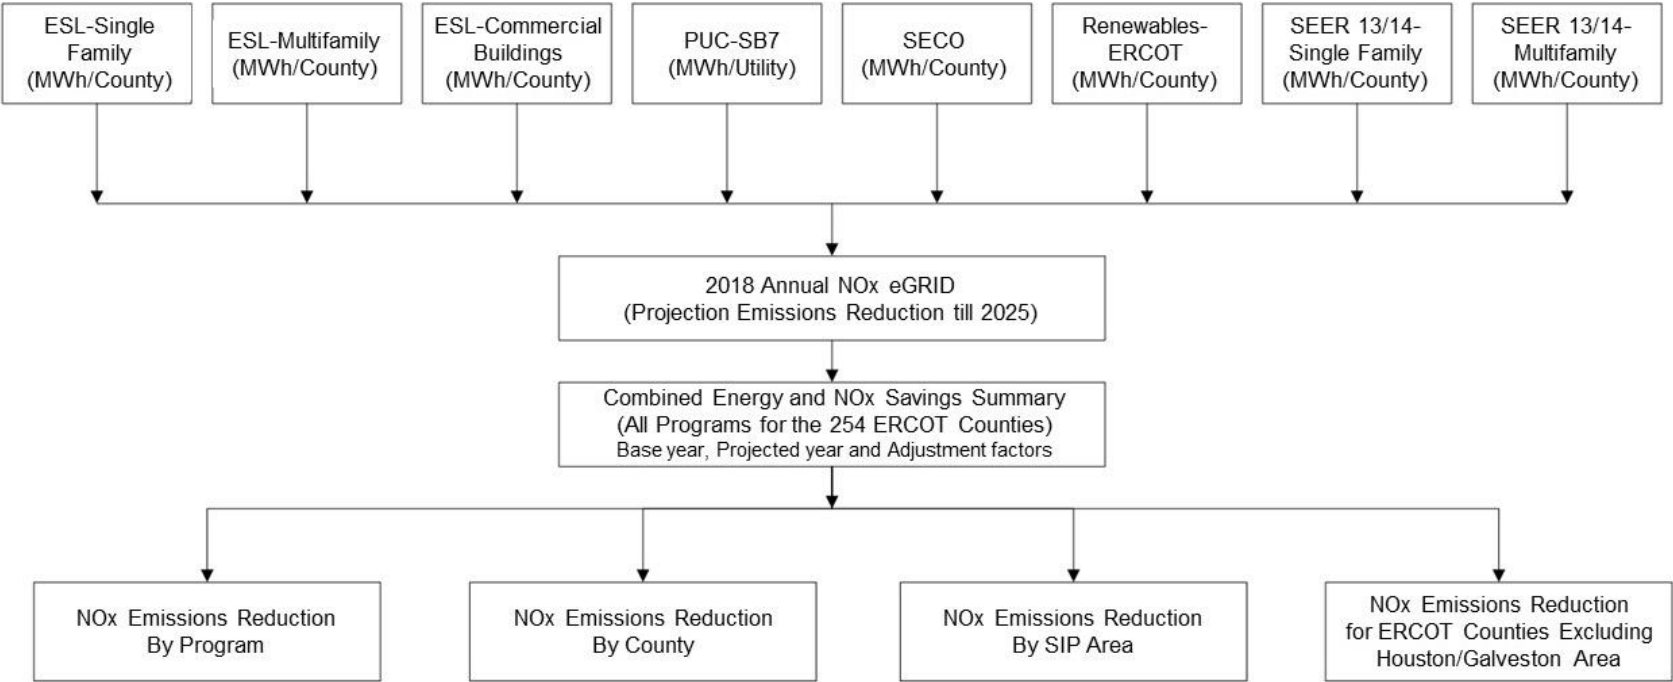 ESL-Single
Family
(MWh/County)
ESL-Multifamily
(MWh/County)
ESL-Commercial
Buildings
(MWh/County)
PUC-SB7
(MWh/Utility)
SECO
(MWh/County)
Renewables-
ERCOT
(MWh/County)
SEER 13/14-
Single Family
(MWh/County)
SEER 13/14-
Multifamily
(MWh/County)
2018 Annual NOx eGRID
(Projection Emissions Reduction till 2025)
Combined Energy and NOx Savings Summary
(All Programs for the 254 ERCOT Counties)
Base year, Projected year and Adjustment factors
NOx Emissions Reduction
By Program
NOx Emissions Reduction
By County
NOx Emissions Reduction
By SIP Area
NOx Emissions Reduction
for ERCOT Counties Excluding
Houston/Galveston Area